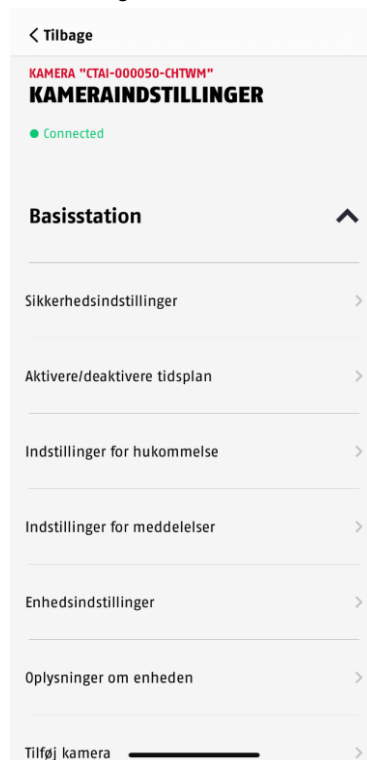 Tilbage
KAMERA "CTAI-000050-CHTWM"
KAMERAINDSTILLINGER
Connected
Basisstation
Sikkerhedsindstillinger
Aktivere/deaktivere tidsplan
Indstillinger for hukommelse
Indstillinger for meddelelser
Enhedsindstillinger
Oplysninger om enheden
Tilføj kamera